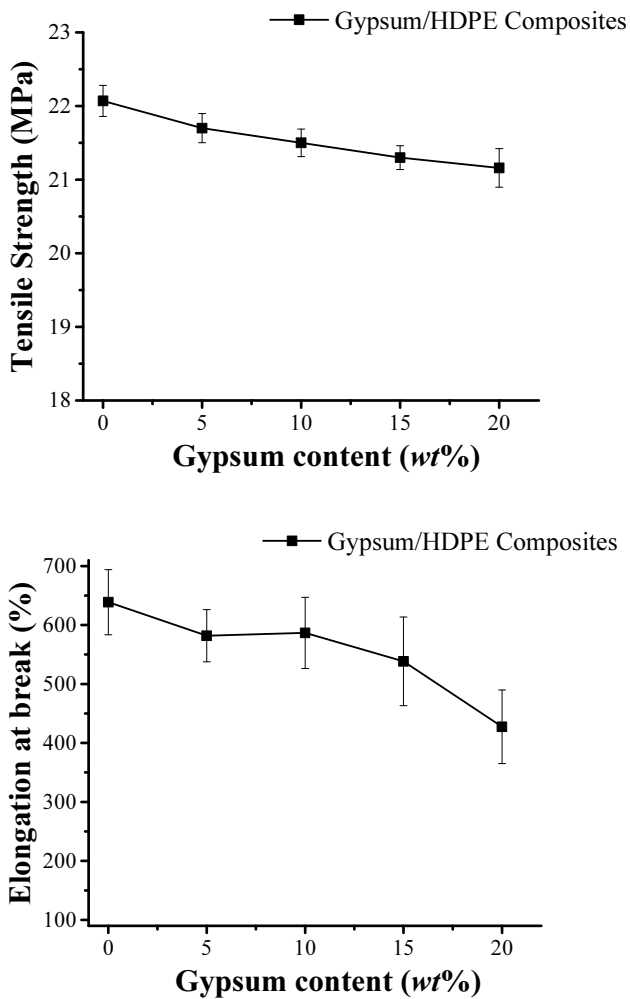 Gypsum/HDPE Composites
Tensile Strength (MPa)
23
22
21
20
19
18
0 5 10 15 20
Gypsum content (wt%)
Gypsum/HDPE Composites
Elongation at break (%)
700
600
500
400
300
200
100
0 5 10 15 20
Gypsum content (wt%)